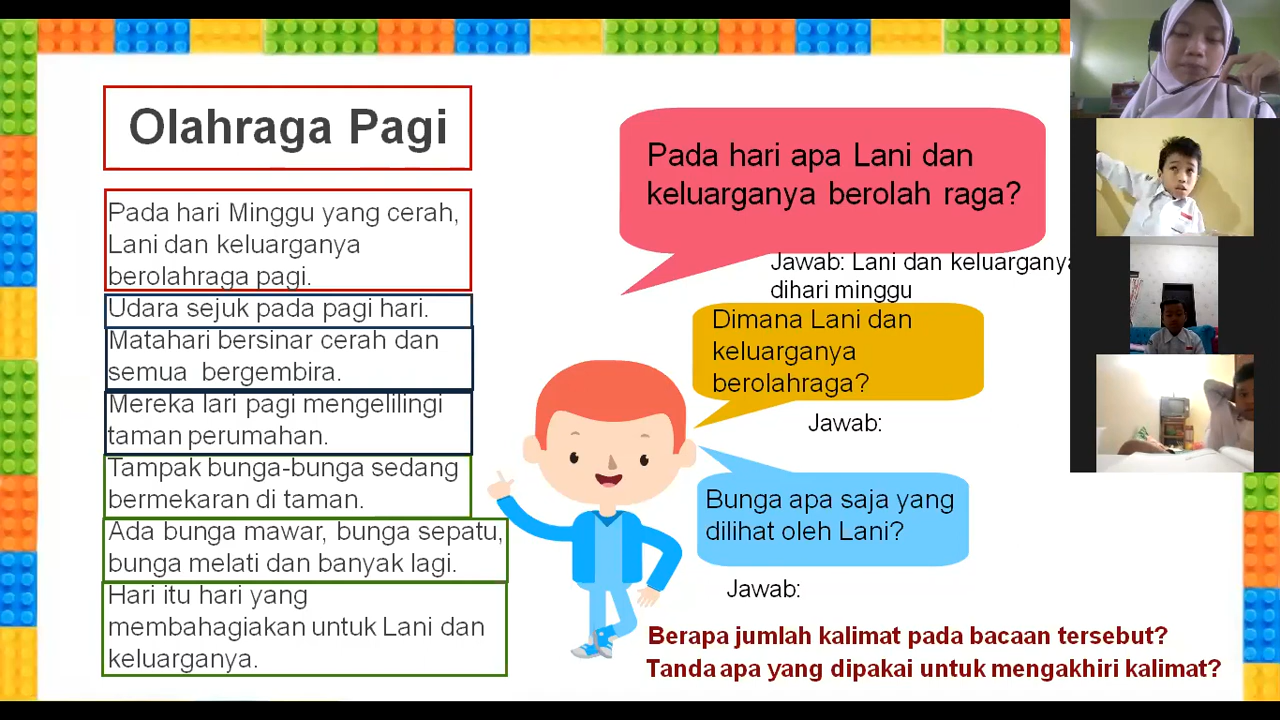 Olahraga Pagi
Pada hari Minggu yang cerah,
Lani dan keluarganya
berolahraga pagi.
Udara sejuk pada pagi hari.
Matahari bersinar cerah dan
semua bergembira.
Mereka lari pagi mengelilingi
taman perumahan.
Tampak bunga-bunga sedang
bermekaran di taman.
Ada bunga mawar, bunga sepatu,
bunga melati dan banyak lagi.
Hari itu hari yang
membahagiakan untuk Lani dan
keluarganya.
Pada hari apa Lani dan
keluarganya berolah raga?
Jawab: Lani dan keluarganya
dihari minggu
Dimana Lani dan
keluarganya
berolahraga?
Jawab:
Bunga apa saja yang
dilihat oleh Lani?
Jawab:
Berapa jumlah kalimat pada bacaan tersebut?
Tanda apa yang dipakai untuk mengakhiri kalimat?